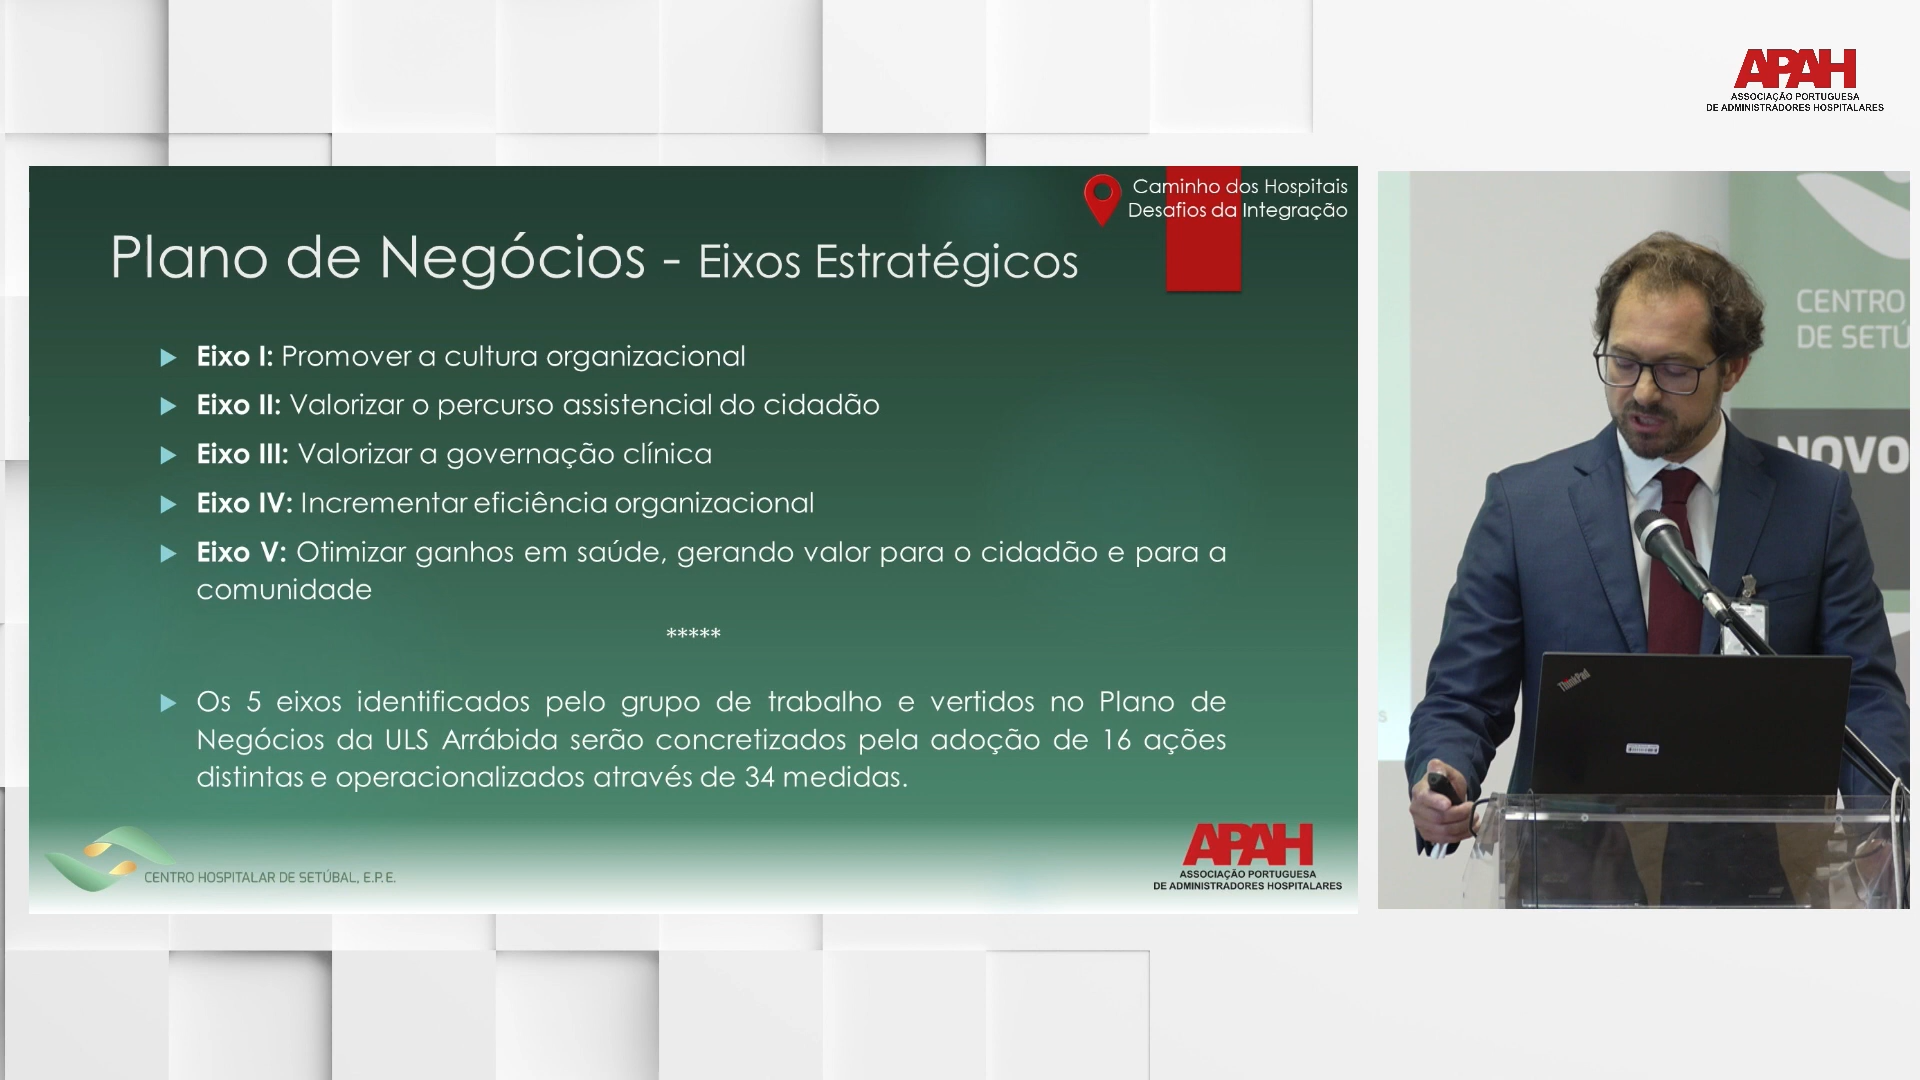 APAH
ASSOCIAÇÃO PORTUGUESA
DE ADMINISTRADORES HOSPITALARES
Caminho dos Hospitais
Desafios da Integração
Plano de Negócios - Eixos Estratégicos
Eixo I: Promover a cultura organizacional
Eixo II: Valorizar o percurso assistencial do cidadão
Eixo III: Valorizar a governação clínica
Eixo IV: Incrementar eficiência organizacional
Eixo V: Otimizar ganhos em saúde, gerando valor para o cidadão e para a
comunidade
*****
Os 5 eixos identificados pelo grupo de trabalho e vertidos no Plano de
Negócios da ULS Arrábida serão concretizados pela adoção de 16 ações
distintas e operacionalizados através de 34 medidas.
CENTRO HOSPITALAR DE SETÚBAL, E.P.E.
APAH
ASSOCIAÇÃO PORTUGUESA
DE ADMINISTRADORES HOSPITALARES
CENTRO
DE SETÚ
NOVO
ThinkPad